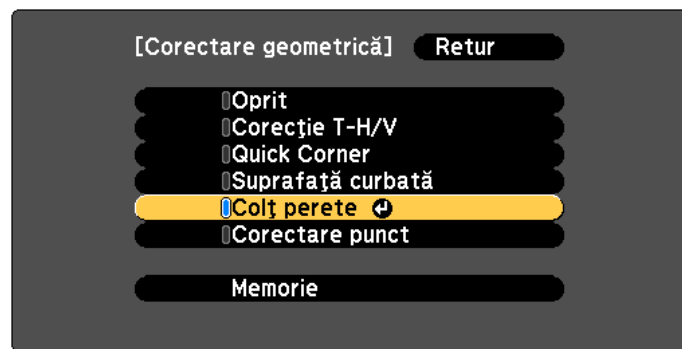 [Corectare geometrică] Retur
Oprit
Corecţie T-H/V
Quick Corner
Suprafaţă curbată
Colţ perete
Corectare punct
Memorie